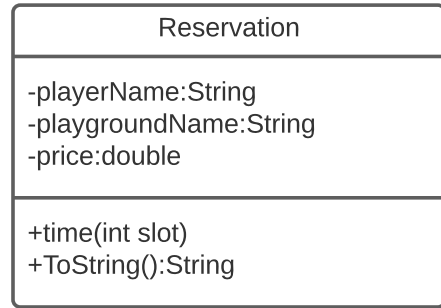 Reservation
-playerName:String
-playgroundName:String
-price:double
+time(int slot)
+ToString():String